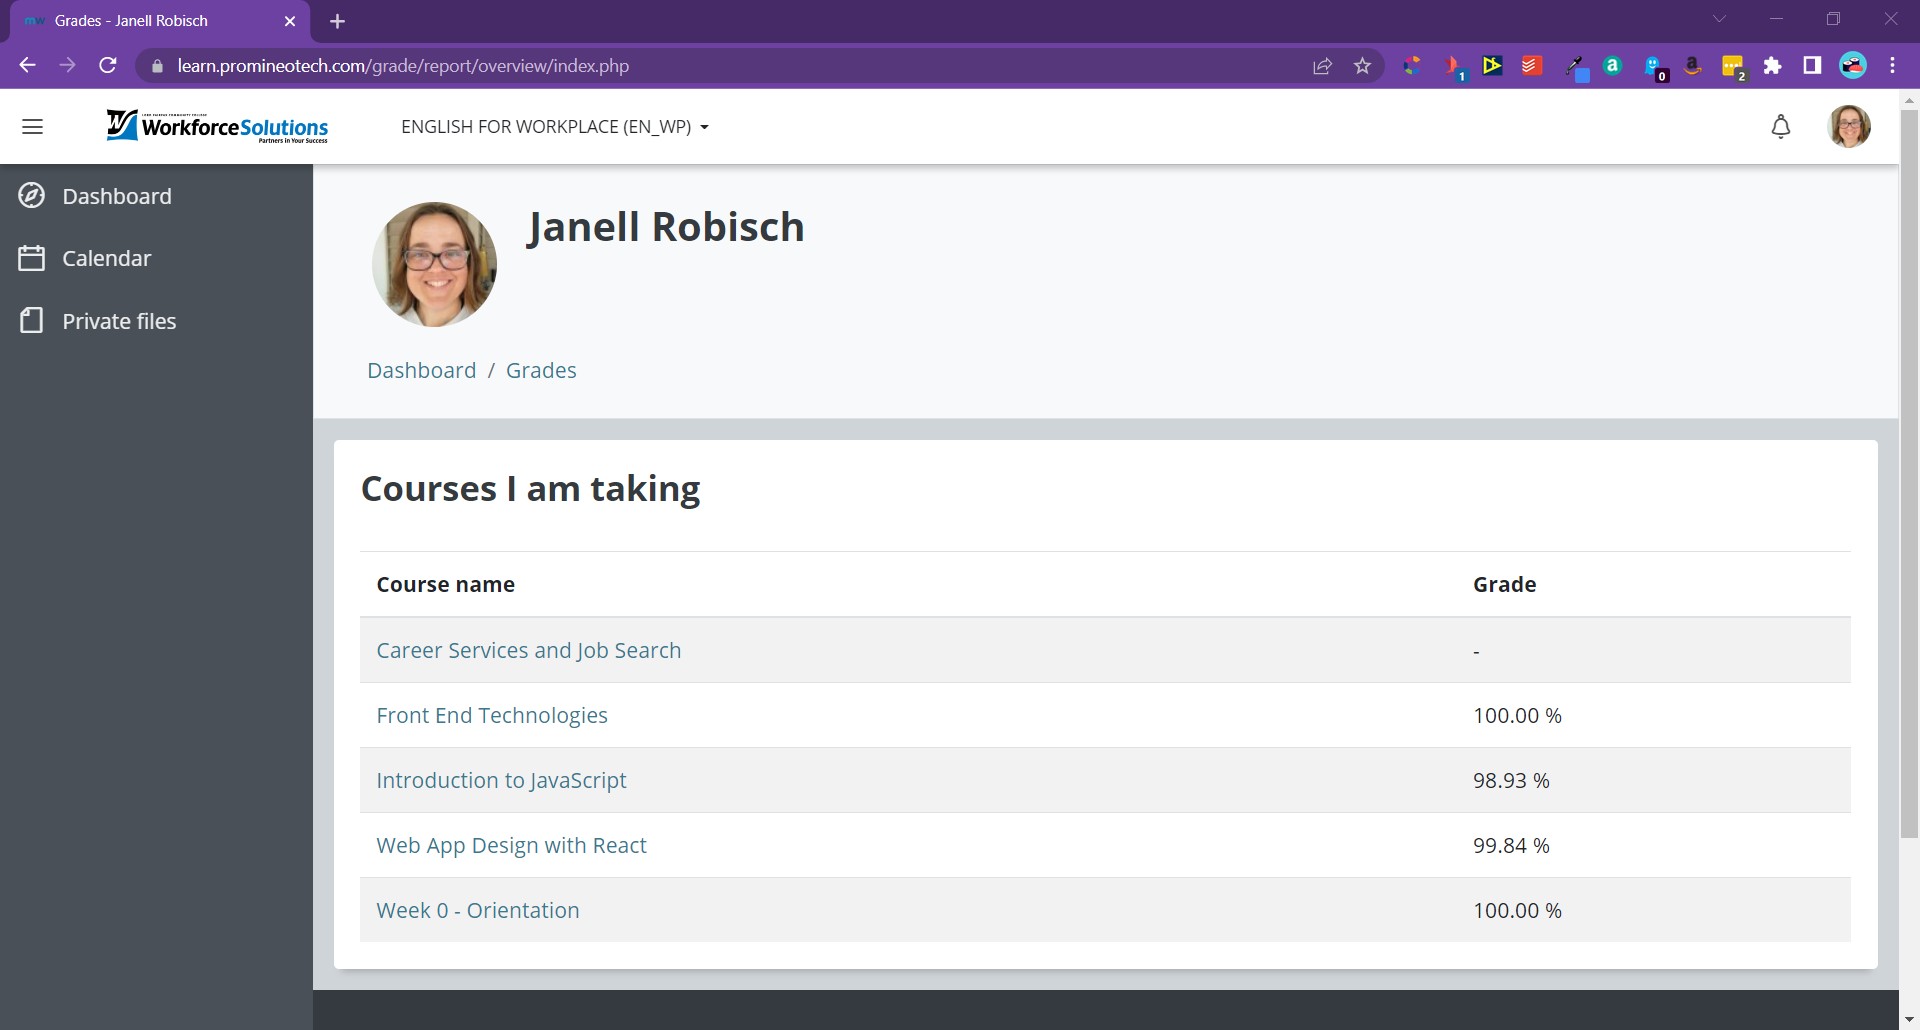 Grades - Janell Robisch
learn.promineotech.com/grade/report/overview/index.php
1
0
2
WorkforceSolutions
Partners in Your Success
ENGLISH FOR WORKPLACE (EN_WP)
Dashboard
Calendar
Private files
Janell Robisch
Dashboard / Grades
Courses I am taking
Course name Grade
Career Services and Job Search -
Front End Technologies 100.00 %
Introduction to JavaScript 98.93 %
Web App Design with React 99.84 %
Week 0 - Orientation 100.00 %